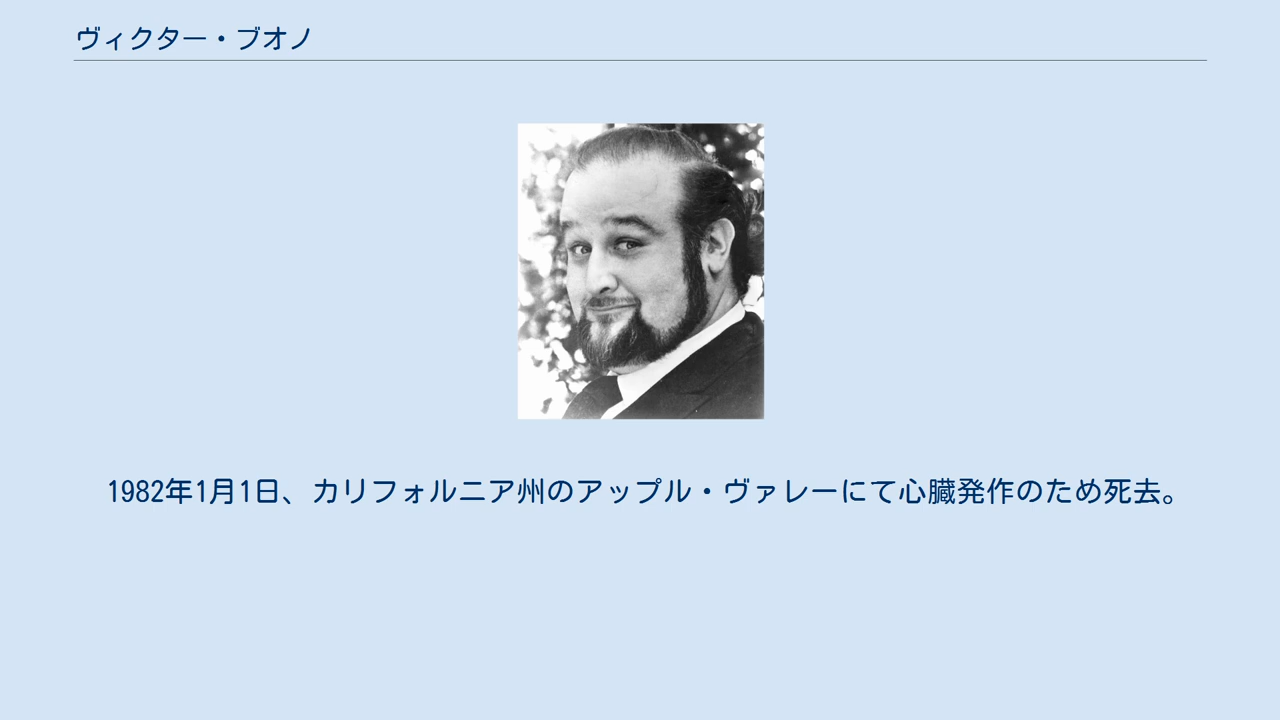 ヴィクター・ブオノ
1982年1月1日、カリフォルニア州のアップル・ヴァレーにて心臓発作のため死去。